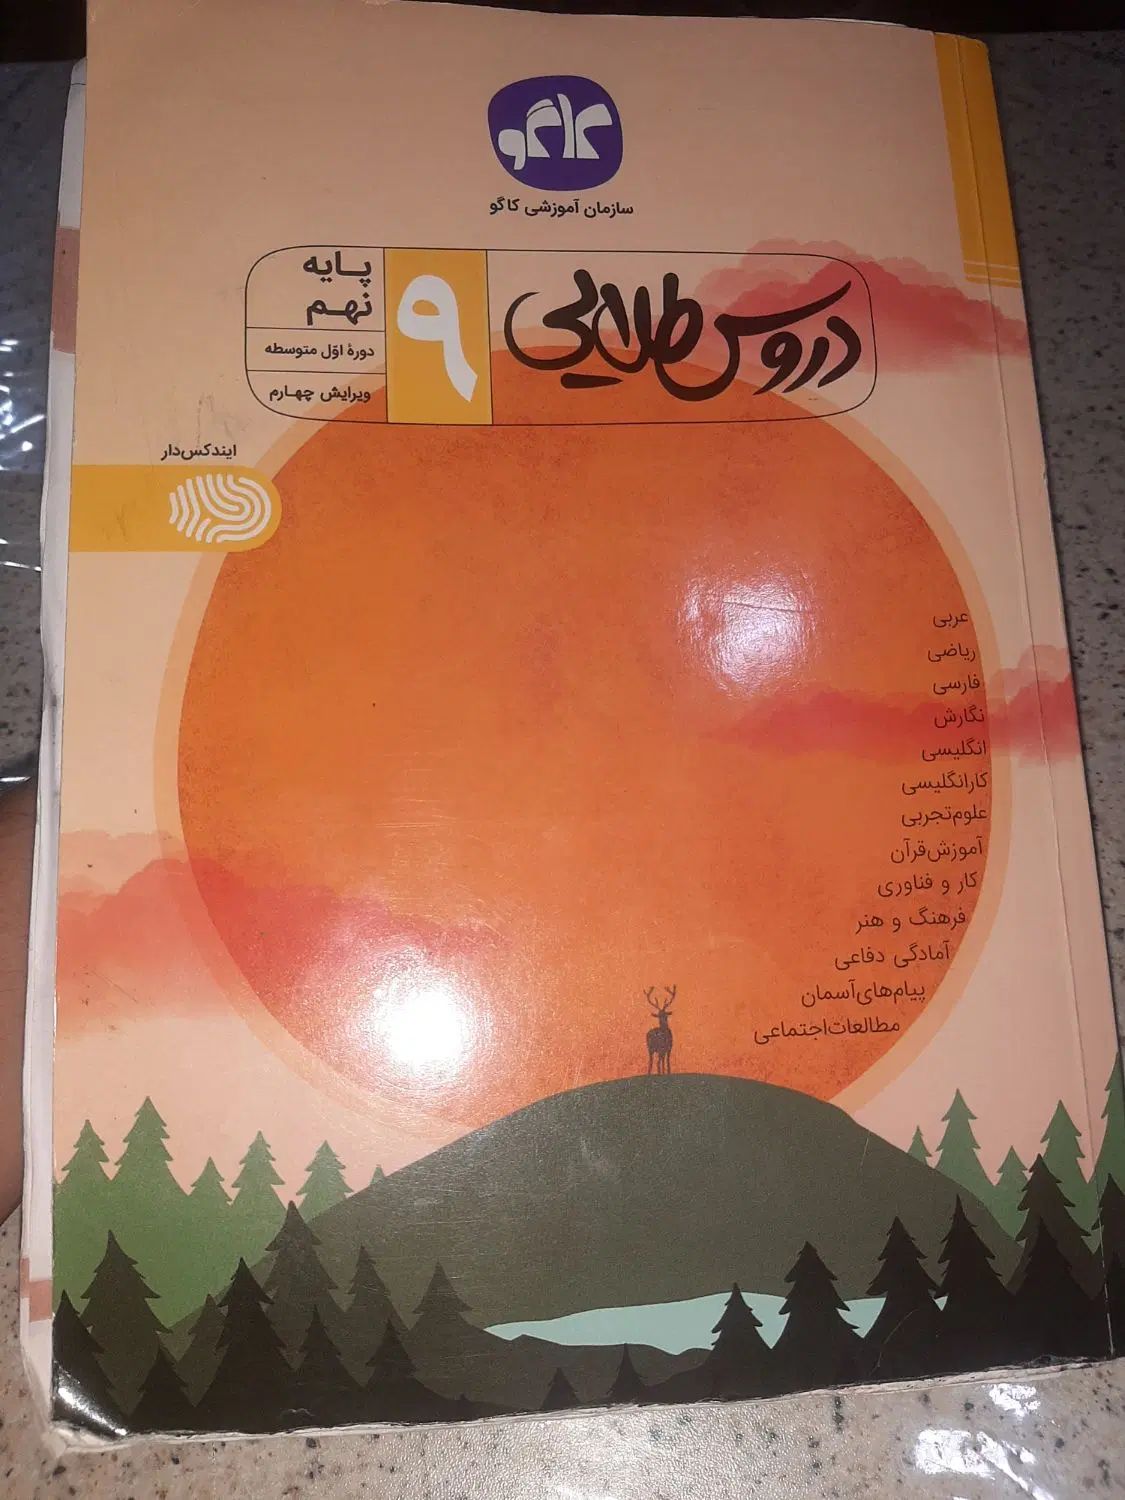 کاگو
سازمان آموزشی کاگو
دروس طلایی
۹
پایه
نهم
دورهٔ اوّل متوسطه
ویرایش چهارم
ایندکس‌دار
عربی
ریاضی
فارسی
نگارش
انگلیسی
کارانگلیسی
علوم‌تجربی
آموزش‌قرآن
کار و فناوری
فرهنگ و هنر
آمادگی دفاعی
پیام‌های‌آسمان
مطالعات‌اجتماعی